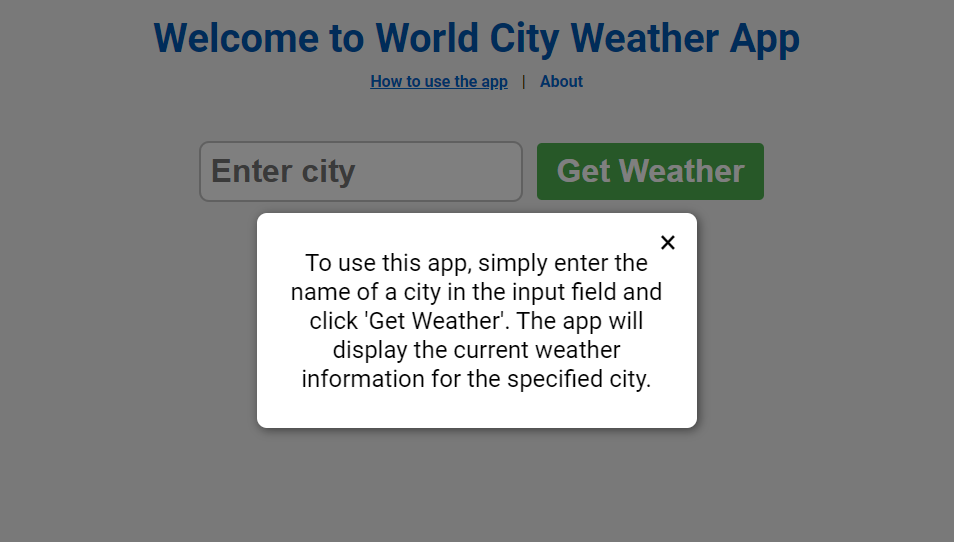 Welcome to World City Weather App
How to use the app | About
Enter city
Get Weather
×
To use this app, simply enter the
name of a city in the input field and
click 'Get Weather'. The app will
display the current weather
information for the specified city.